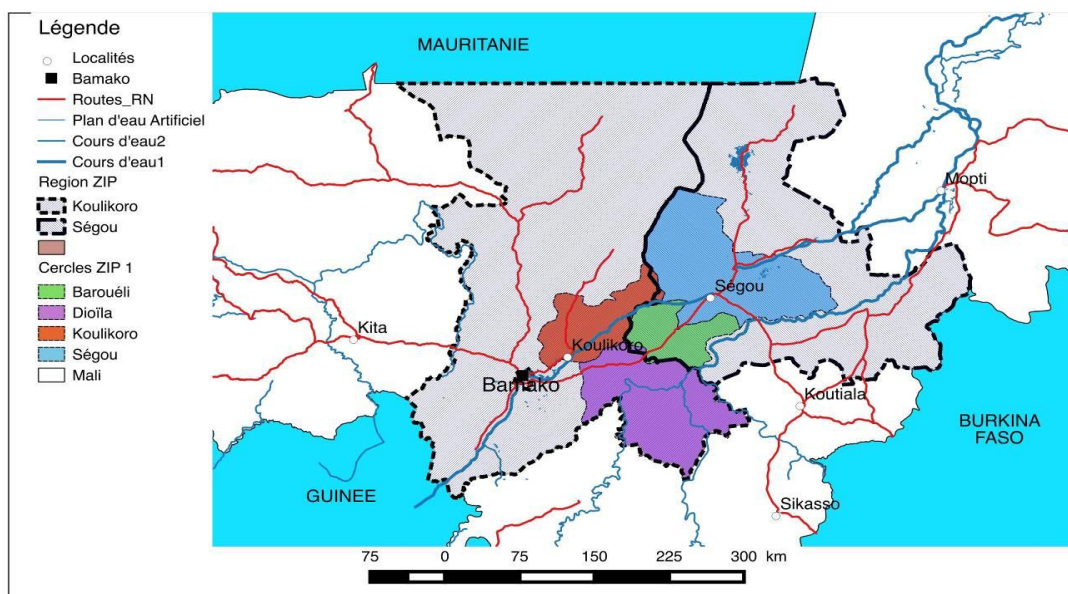 Légende
Localités
Bamako
Routes_RN
Plan d'eau Artificiel
Cours d'eau2
Cours d'eau1
Region ZIP
Koulikoro
Ségou
Cercles ZIP 1
Barouéli
Dioïla
Koulikoro
Ségou
Mali
MAURITANIE
Mopti
Ségou
Kita
Koulikoro
Bamako
Koutiala
BURKINA
FASO
GUINEE
Sikasso
75 0 75 150 225 300 km